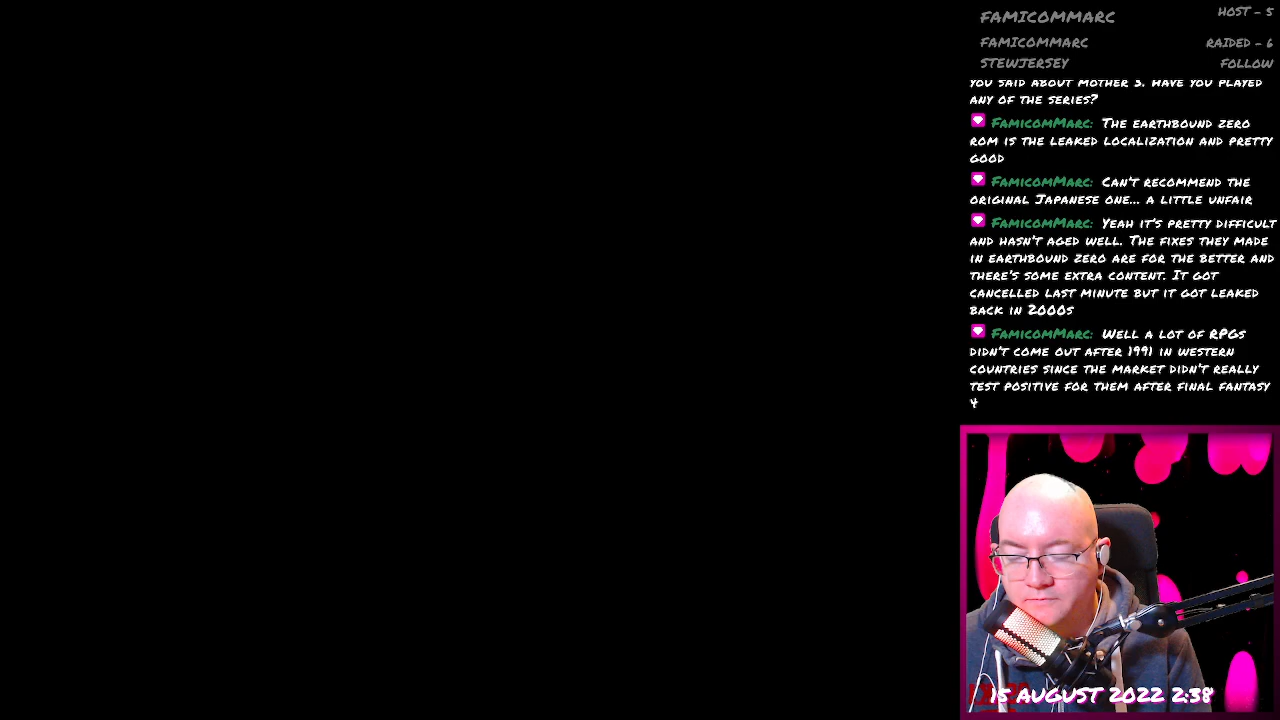 FAMICOMMARC HOST - 5
FAMICOMMARC RAIDED - 6
STEWJERSEY FOLLOW
YOU SAID ABOUT MOTHER 3. HAVE YOU PLAYED
ANY OF THE SERIES?
FAMICOMMARC: THE EARTHBOUND ZERO
ROM IS THE LEAKED LOCALIZATION AND PRETTY
GOOD
FAMICOMMARC: CAN'T RECOMMEND THE
ORIGINAL JAPANESE ONE... A LITTLE UNFAIR
FAMICOMMARC: YEAH IT'S PRETTY DIFFICULT
AND HASN'T AGED WELL. THE FIXES THEY MADE
IN EARTHBOUND ZERO ARE FOR THE BETTER AND
THERE'S SOME EXTRA CONTENT. IT GOT
CANCELLED LAST MINUTE BUT IT GOT LEAKED
BACK IN 2000S
FAMICOMMARC: WELL A LOT OF RPGS
DIDN'T COME OUT AFTER 1991 IN WESTERN
COUNTRIES SINCE THE MARKET DIDN'T REALLY
TEST POSITIVE FOR THEM AFTER FINAL FANTASY
4
15 AUGUST 2022 2:38